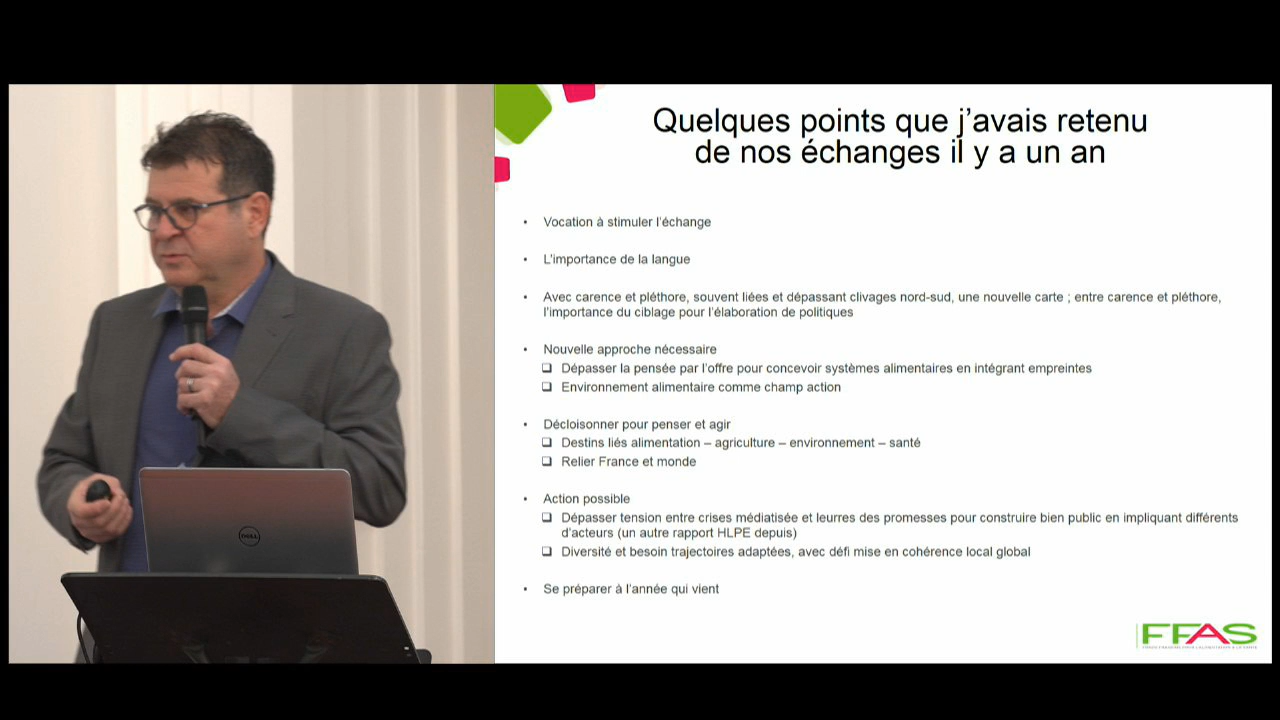 Quelques points que j'avais retenu
de nos échanges il y a un an
• Vocation à stimuler l'échange
• L'importance de la langue
• Avec carence et pléthore, souvent liées et dépassant clivages nord-sud, une nouvelle carte ; entre carence et pléthore,
l'importance du ciblage pour l'élaboration de politiques
• Nouvelle approche nécessaire
❑ Dépasser la pensée par l'offre pour concevoir systèmes alimentaires en intégrant empreintes
❑ Environnement alimentaire comme champ action
• Décloisonner pour penser et agir
❑ Destins liés alimentation – agriculture – environnement – santé
❑ Relier France et monde
• Action possible
❑ Dépasser tension entre crises médiatisée et leurres des promesses pour construire bien public en impliquant différents
d'acteurs (un autre rapport HLPE depuis)
❑ Diversité et besoin trajectoires adaptées, avec défi mise en cohérence local global
• Se préparer à l'année qui vient
FFAS
DELL